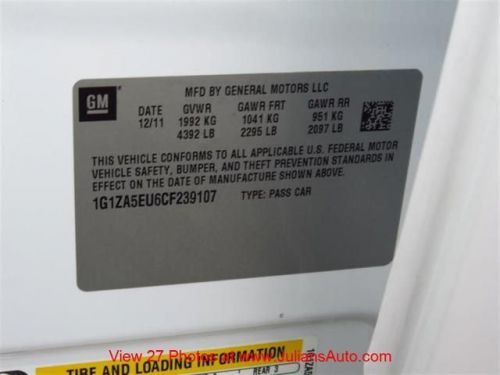 GM
MFD BY GENERAL MOTORS LLC
DATE GVWR GAWR FRT GAWR RR
12/11 1992 KG 1041 KG 951 KG
4392 LB 2295 LB 2097 LB
THIS VEHICLE CONFORMS TO ALL APPLICABLE U.S. FEDERAL MOTOR
VEHICLE SAFETY, BUMPER, AND THEFT PREVENTION STANDARDS IN
EFFECT ON THE DATE OF MANUFACTURE SHOWN ABOVE.
1G1ZA5EU6CF239107 TYPE: PASS CAR
TIRE AND LOADING INFORMATION
REAR 3
View 27 Photos at www.JuliansAuto.com